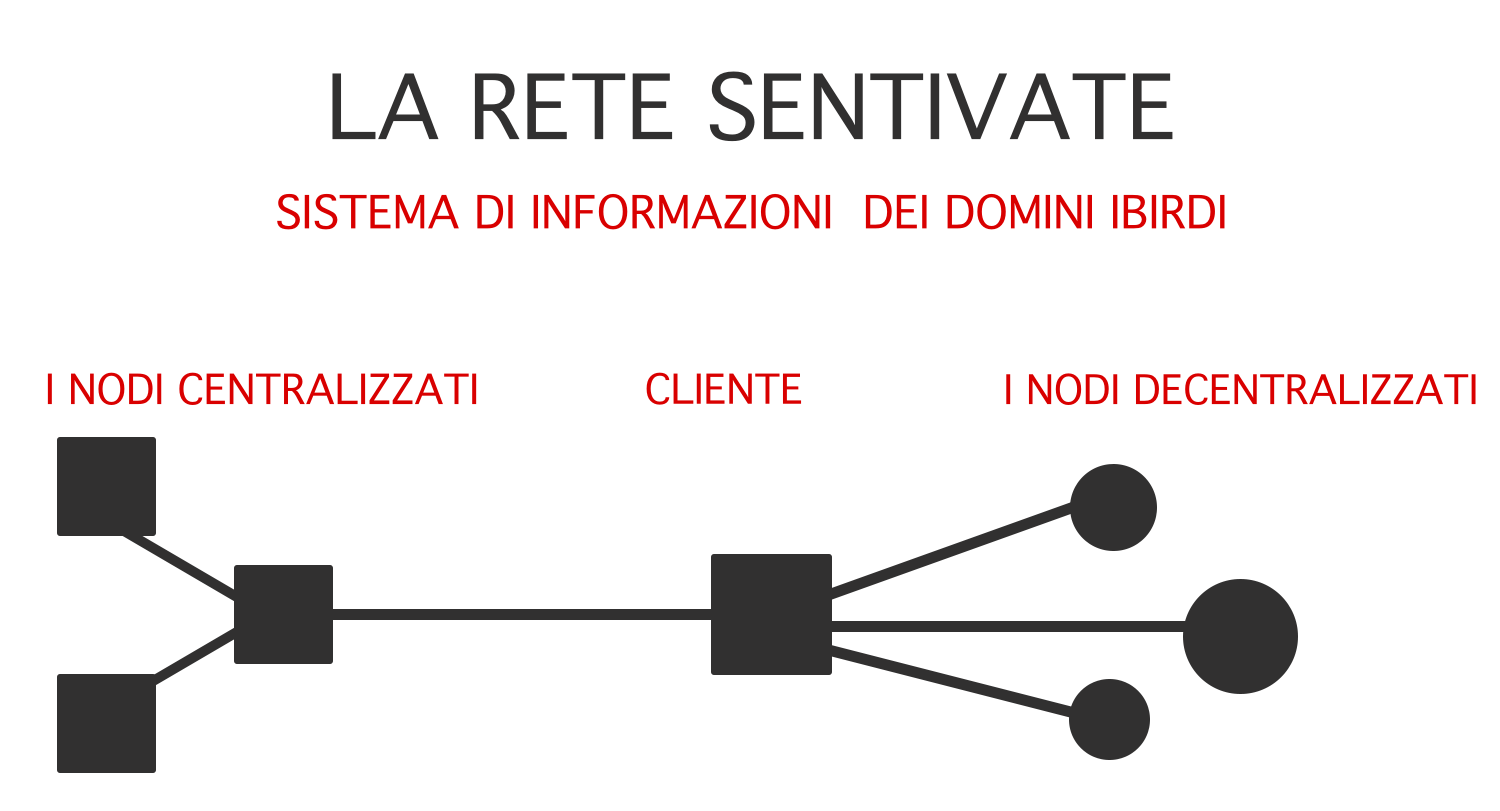 LA RETE SENTIVATE
SISTEMA DI INFORMAZIONI DEI DOMINI IBIRDI
I NODI CENTRALIZZATI
CLIENTE
I NODI DECENTRALIZZATI